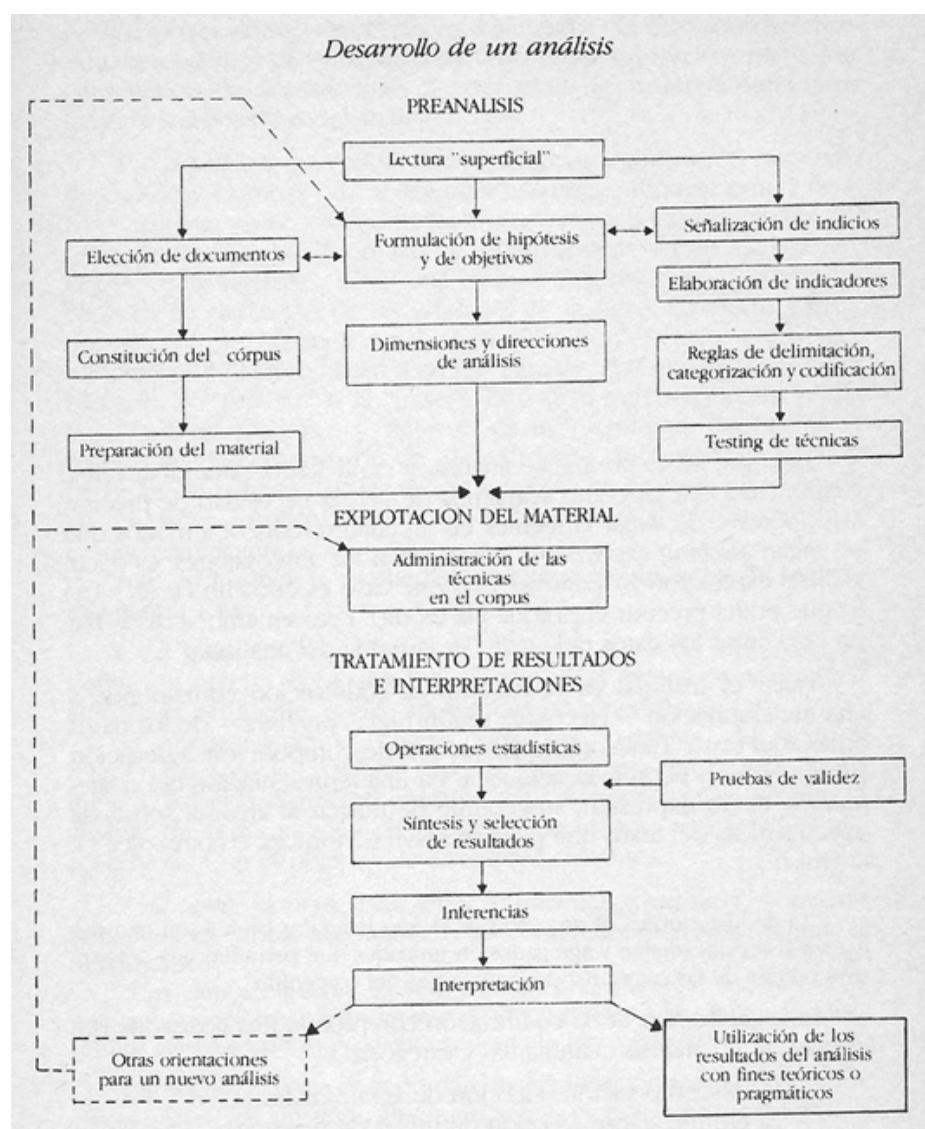 Desarrollo de un análisis
PREANALISIS
Lectura "superficial"
Elección de documentos
Formulación de hipótesis
y de objetivos
Señalización de indicios
Elaboración de indicadores
Constitución del córpus
Dimensiones y direcciones
de análisis
Reglas de delimitación,
categorización y codificación
Preparación del material
Testing de técnicas
EXPLOTACION DEL MATERIAL
Administración de las
técnicas
en el corpus
TRATAMIENTO DE RESULTADOS
E INTERPRETACIONES
Operaciones estadísticas
Pruebas de validez
Síntesis y selección
de resultados
Inferencias
Interpretación
Otras orientaciones
para un nuevo análisis
Utilización de los
resultados del análisis
con fines teóricos o
pragmáticos